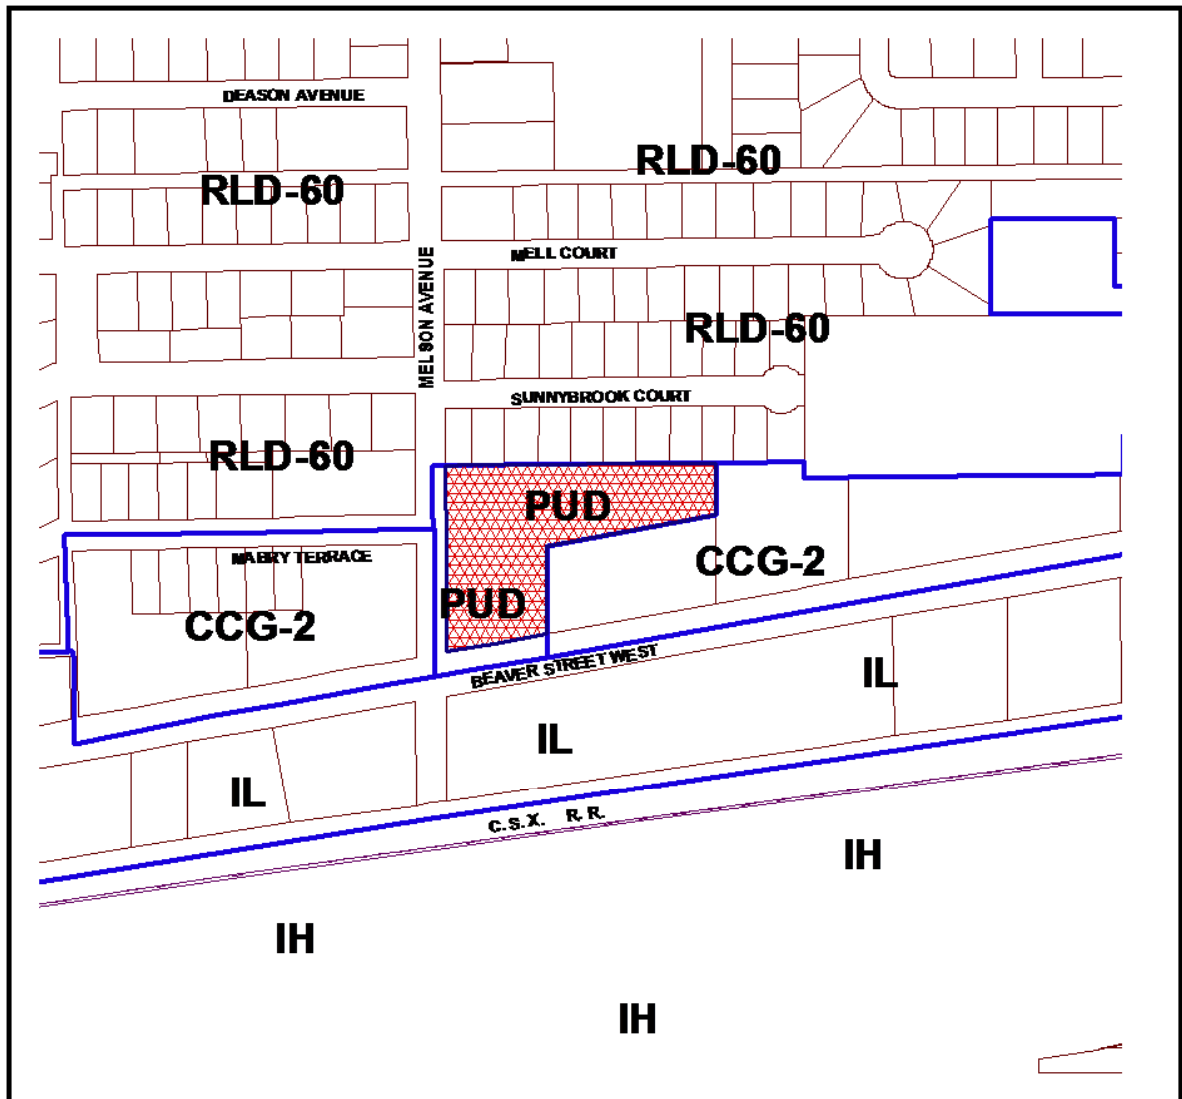 DEASON AVENUE
RLD-60
RLD-60
MELL COURT
MELSON AVENUE
RLD-60
SUNNYBROOK COURT
RLD-60
PUD
MABRY TERRACE
CCG-2
PUD
CCG-2
BEAVER STREET WEST
IL
IL
IL
C.S.X. R.R.
IH
IH
IH